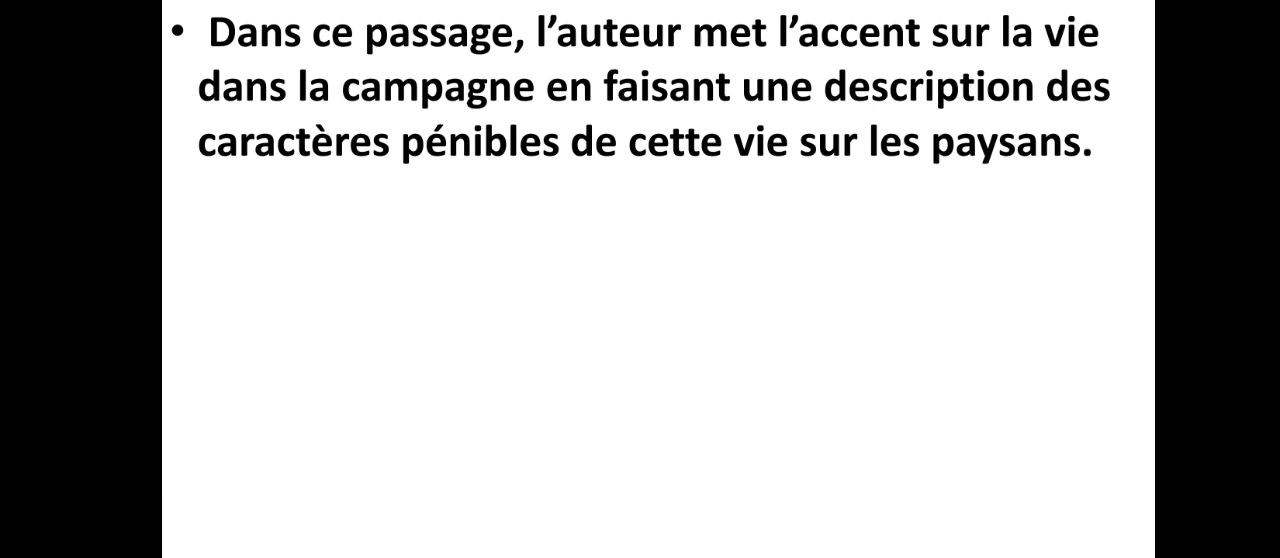 • Dans ce passage, l’auteur met l’accent sur la vie
dans la campagne en faisant une description des
caractères pénibles de cette vie sur les paysans.